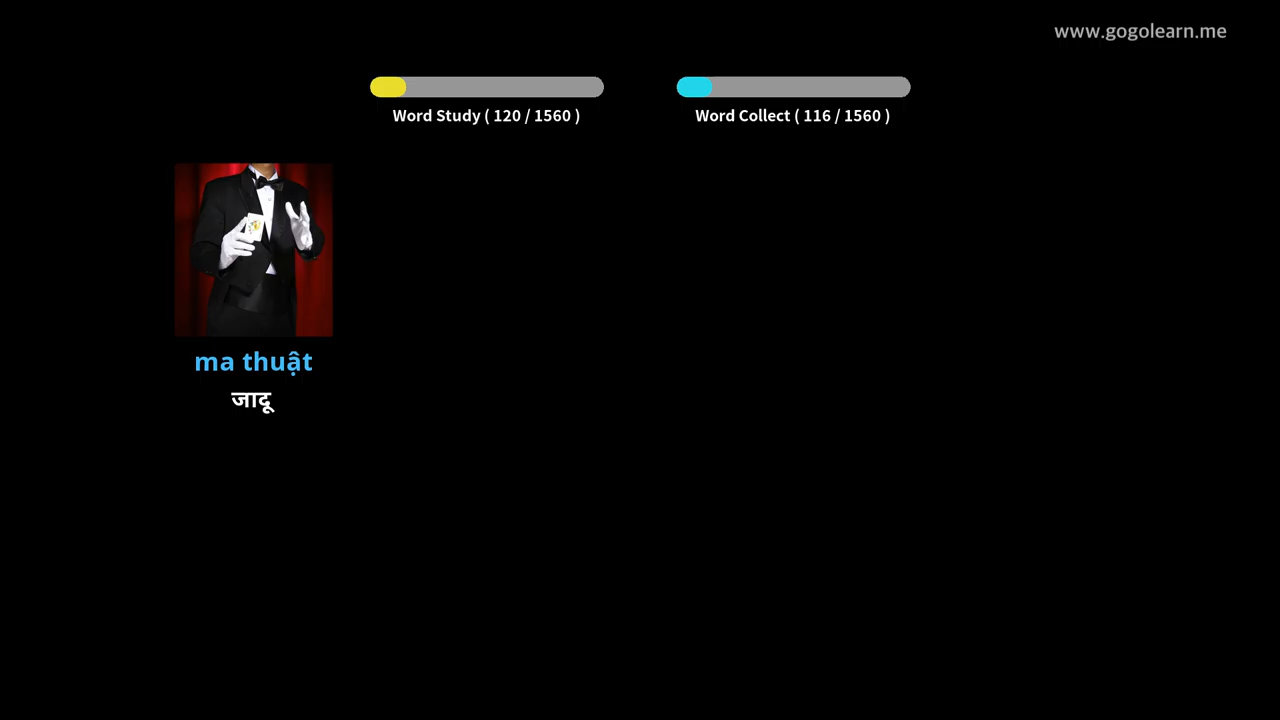 www.gogolearn.me
Word Study ( 120 / 1560 )
Word Collect ( 116 / 1560 )
ma thuật
जादू